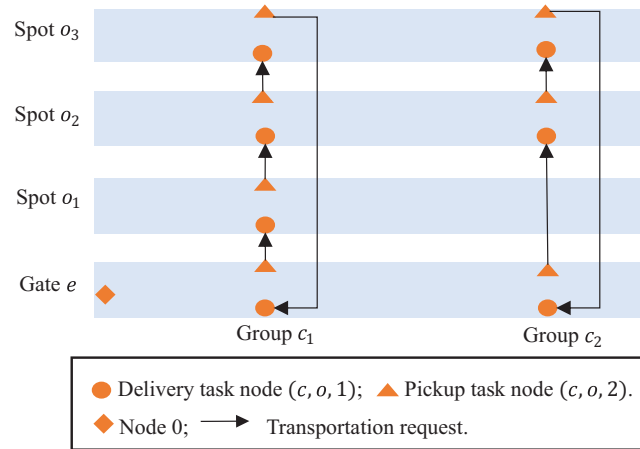 Spot o₃
Spot o₂
Spot o₁
Gate e
Group c₁
Group c₂
Delivery task node (c, o, 1); Pickup task node (c, o, 2).
Node 0; Transportation request.